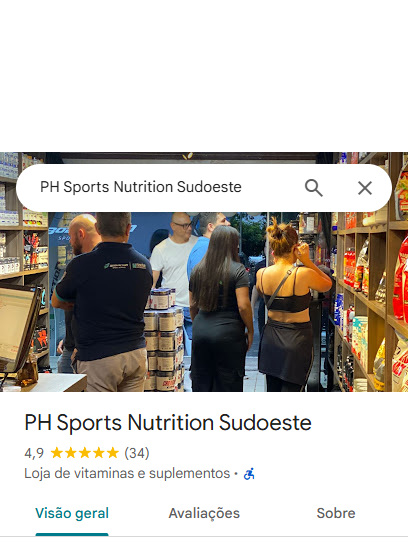 PH Sports Nutrition Sudoeste
PH Sports Nutrition Sudoeste
4,9 (34)
Loja de vitaminas e suplementos ·
Visão geral
Avaliações
Sobre